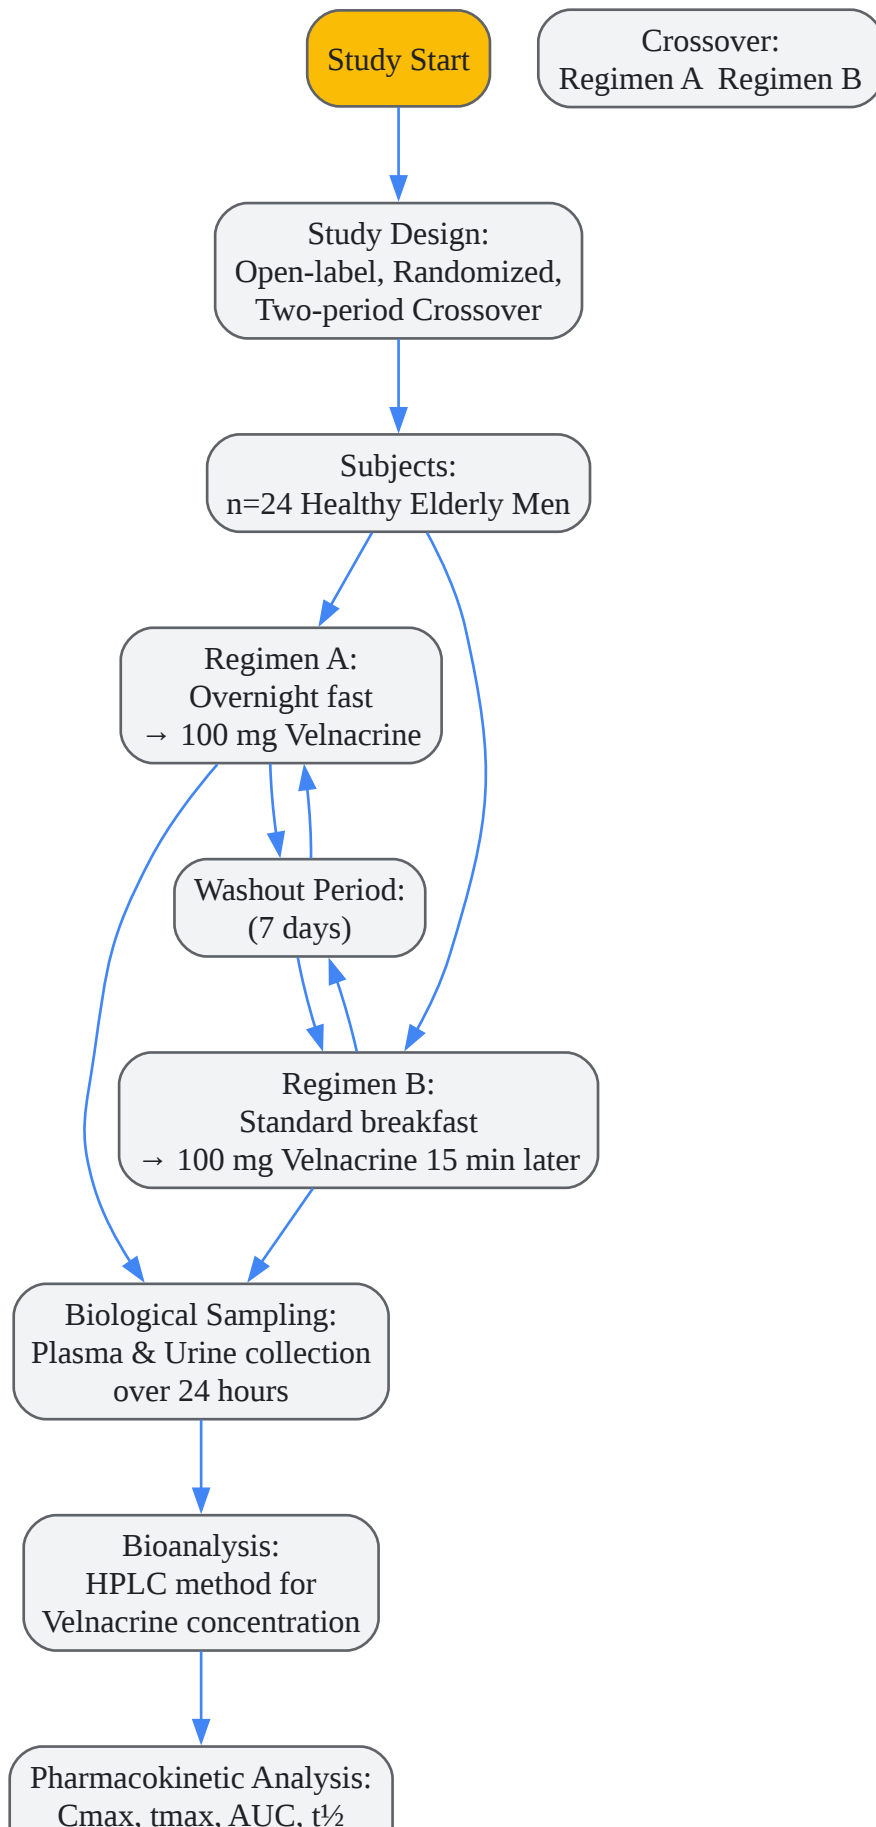 Study Start
Crossover:
Regimen A  Regimen B
Study Design:
Open-label, Randomized,
Two-period Crossover
Subjects:
n=24 Healthy Elderly Men
Regimen A:
Overnight fast
→ 100 mg Velnacrine
Washout Period:
(7 days)
Regimen B:
Standard breakfast
→ 100 mg Velnacrine 15 min later
Biological Sampling:
Plasma & Urine collection
over 24 hours
Bioanalysis:
HPLC method for
Velnacrine concentration
Pharmacokinetic Analysis:
Cmax, tmax, AUC, t½